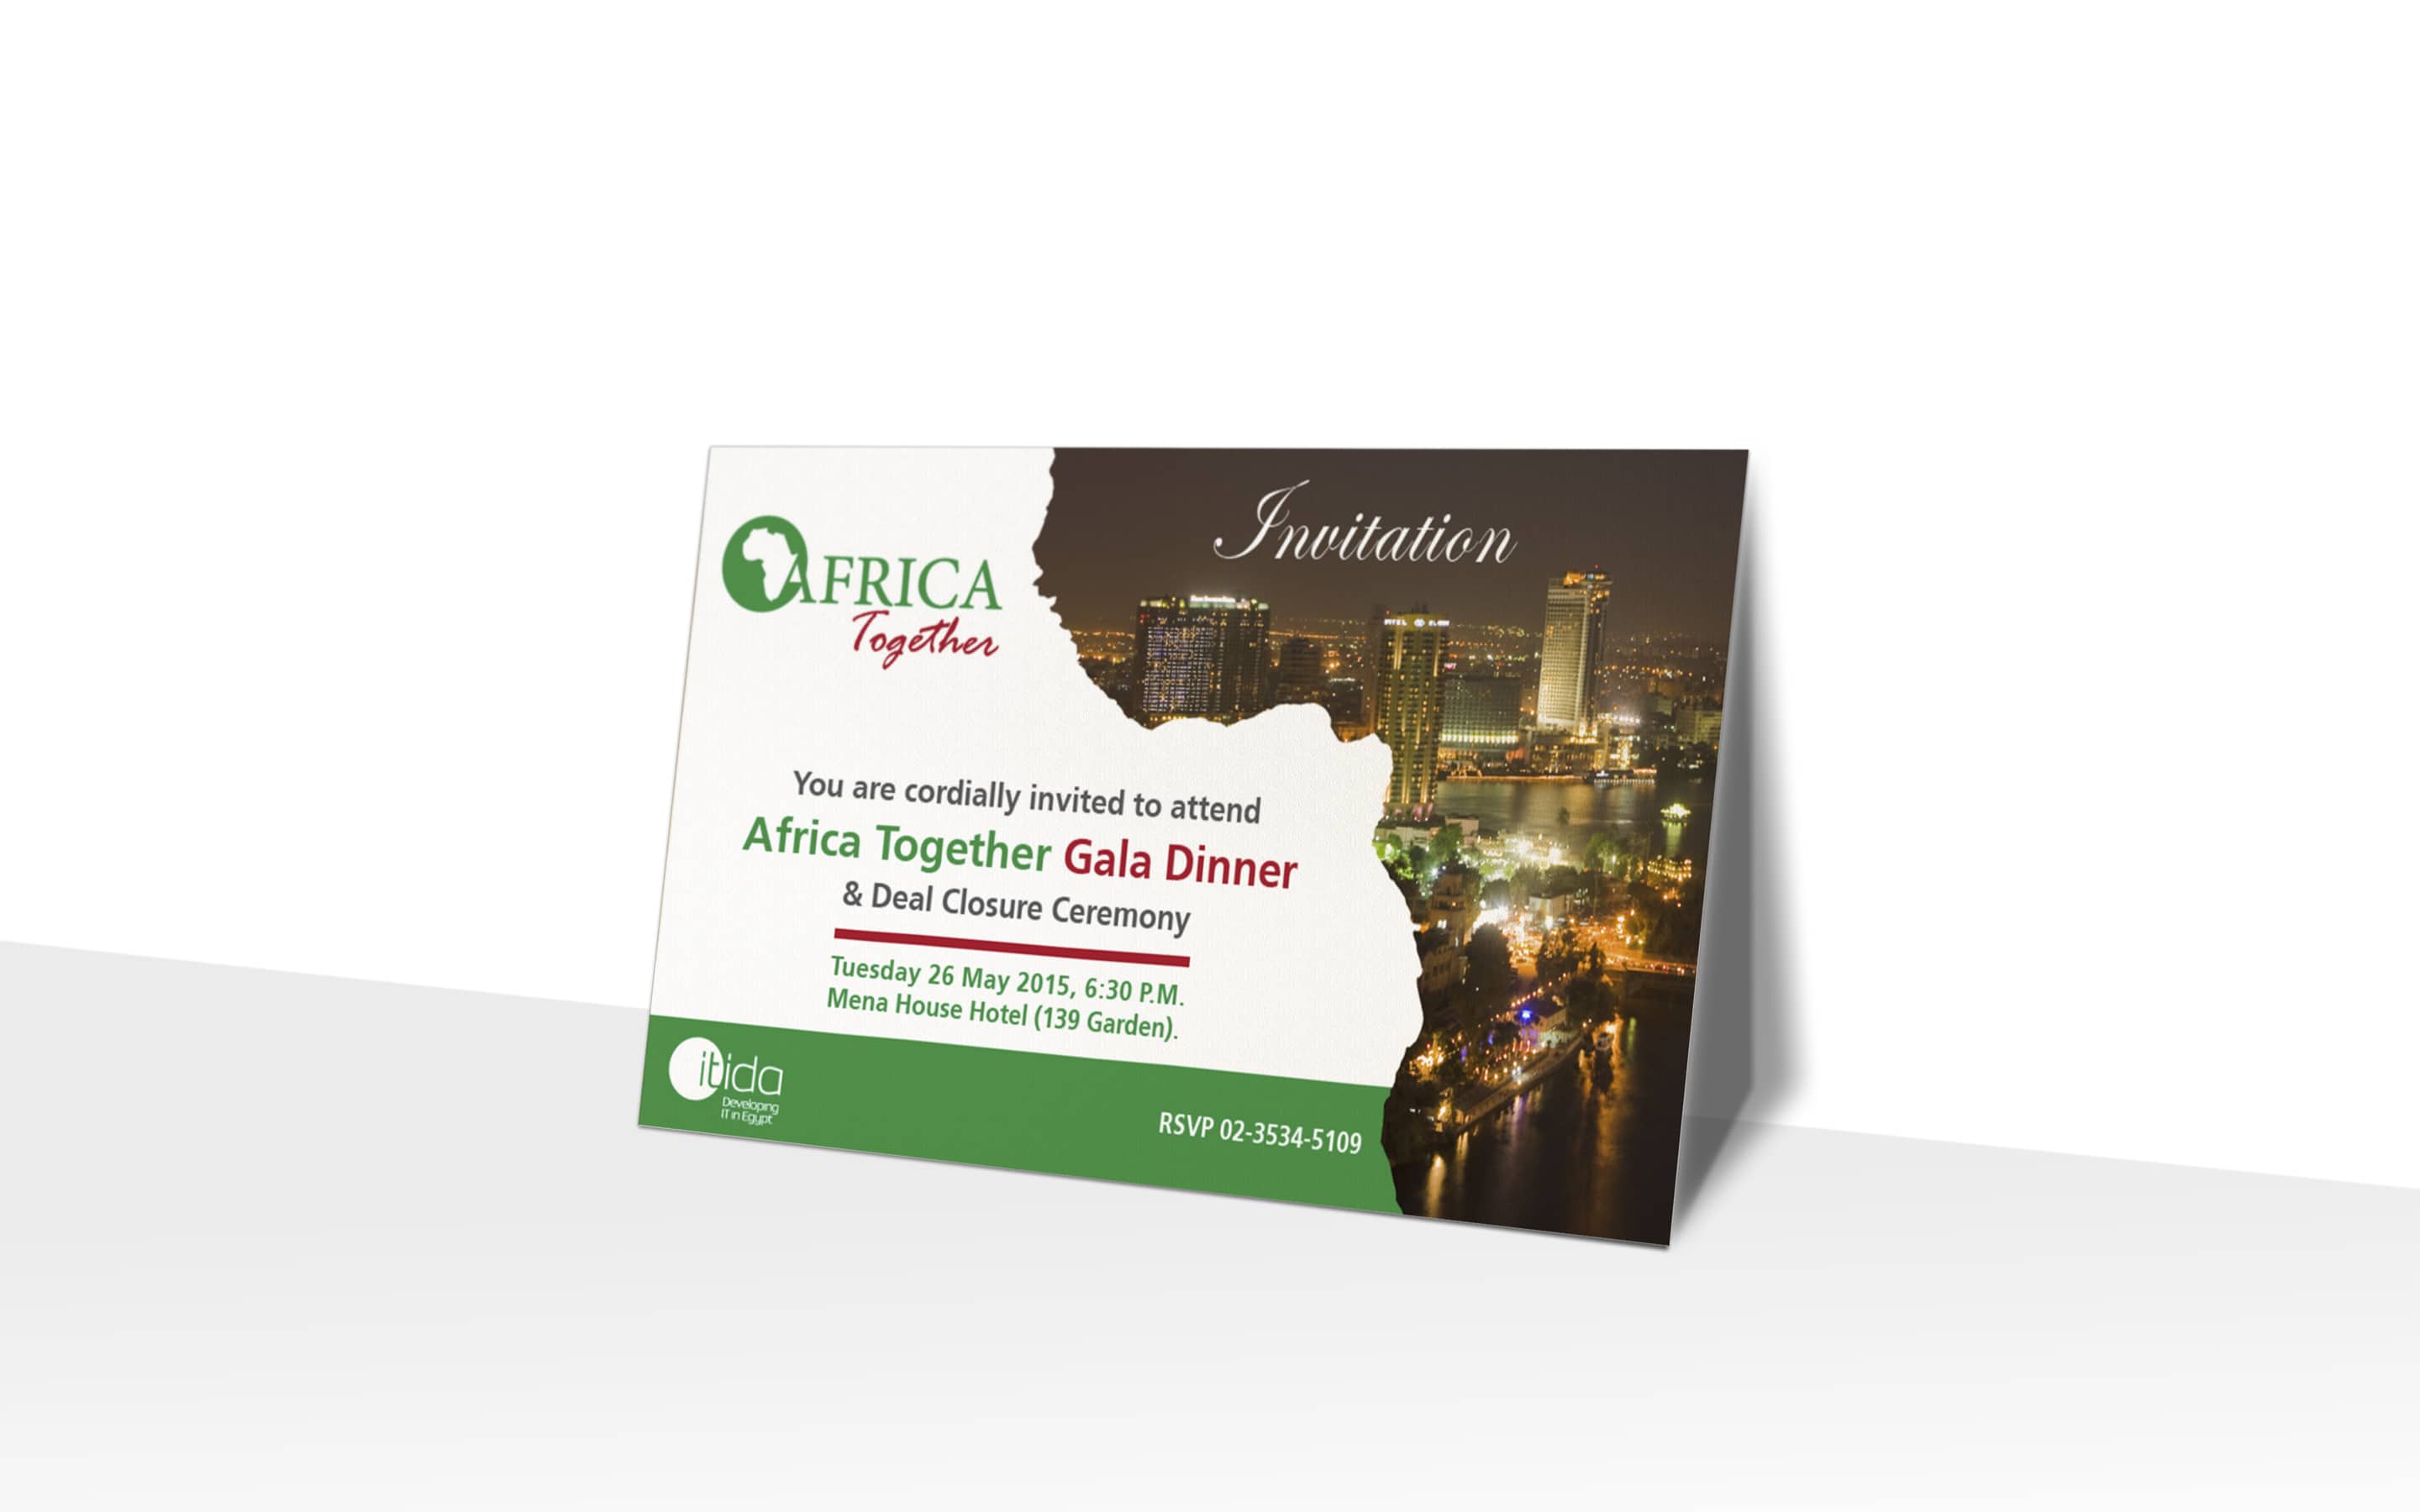 Invitation
AFRICA
Together
You are cordially invited to attend
Africa Together Gala Dinner
& Deal Closure Ceremony
Tuesday 26 May 2015, 6:30 P.M.
Mena House Hotel (139 Garden).
itida
Developing
IT in Egypt
RSVP 02-3534-5109